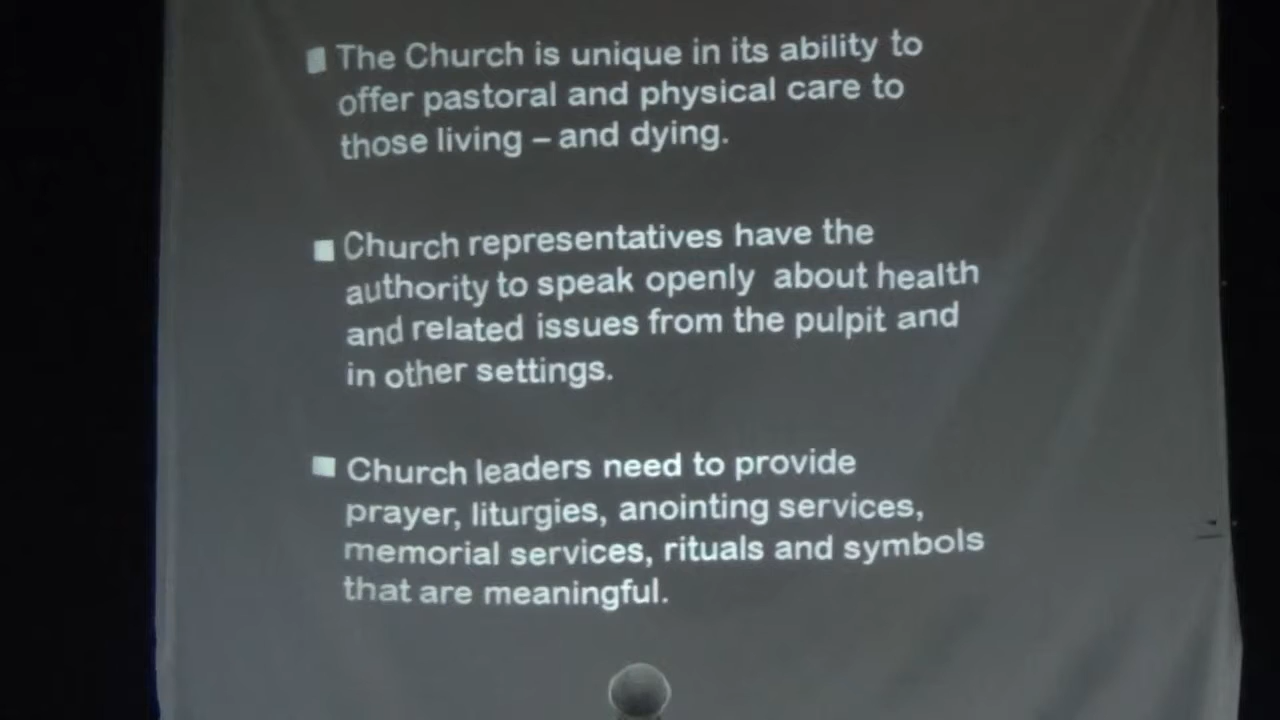 The Church is unique in its ability to
offer pastoral and physical care to
those living – and dying.
Church representatives have the
authority to speak openly about health
and related issues from the pulpit and
in other settings.
Church leaders need to provide
prayer, liturgies, anointing services,
memorial services, rituals and symbols
that are meaningful.